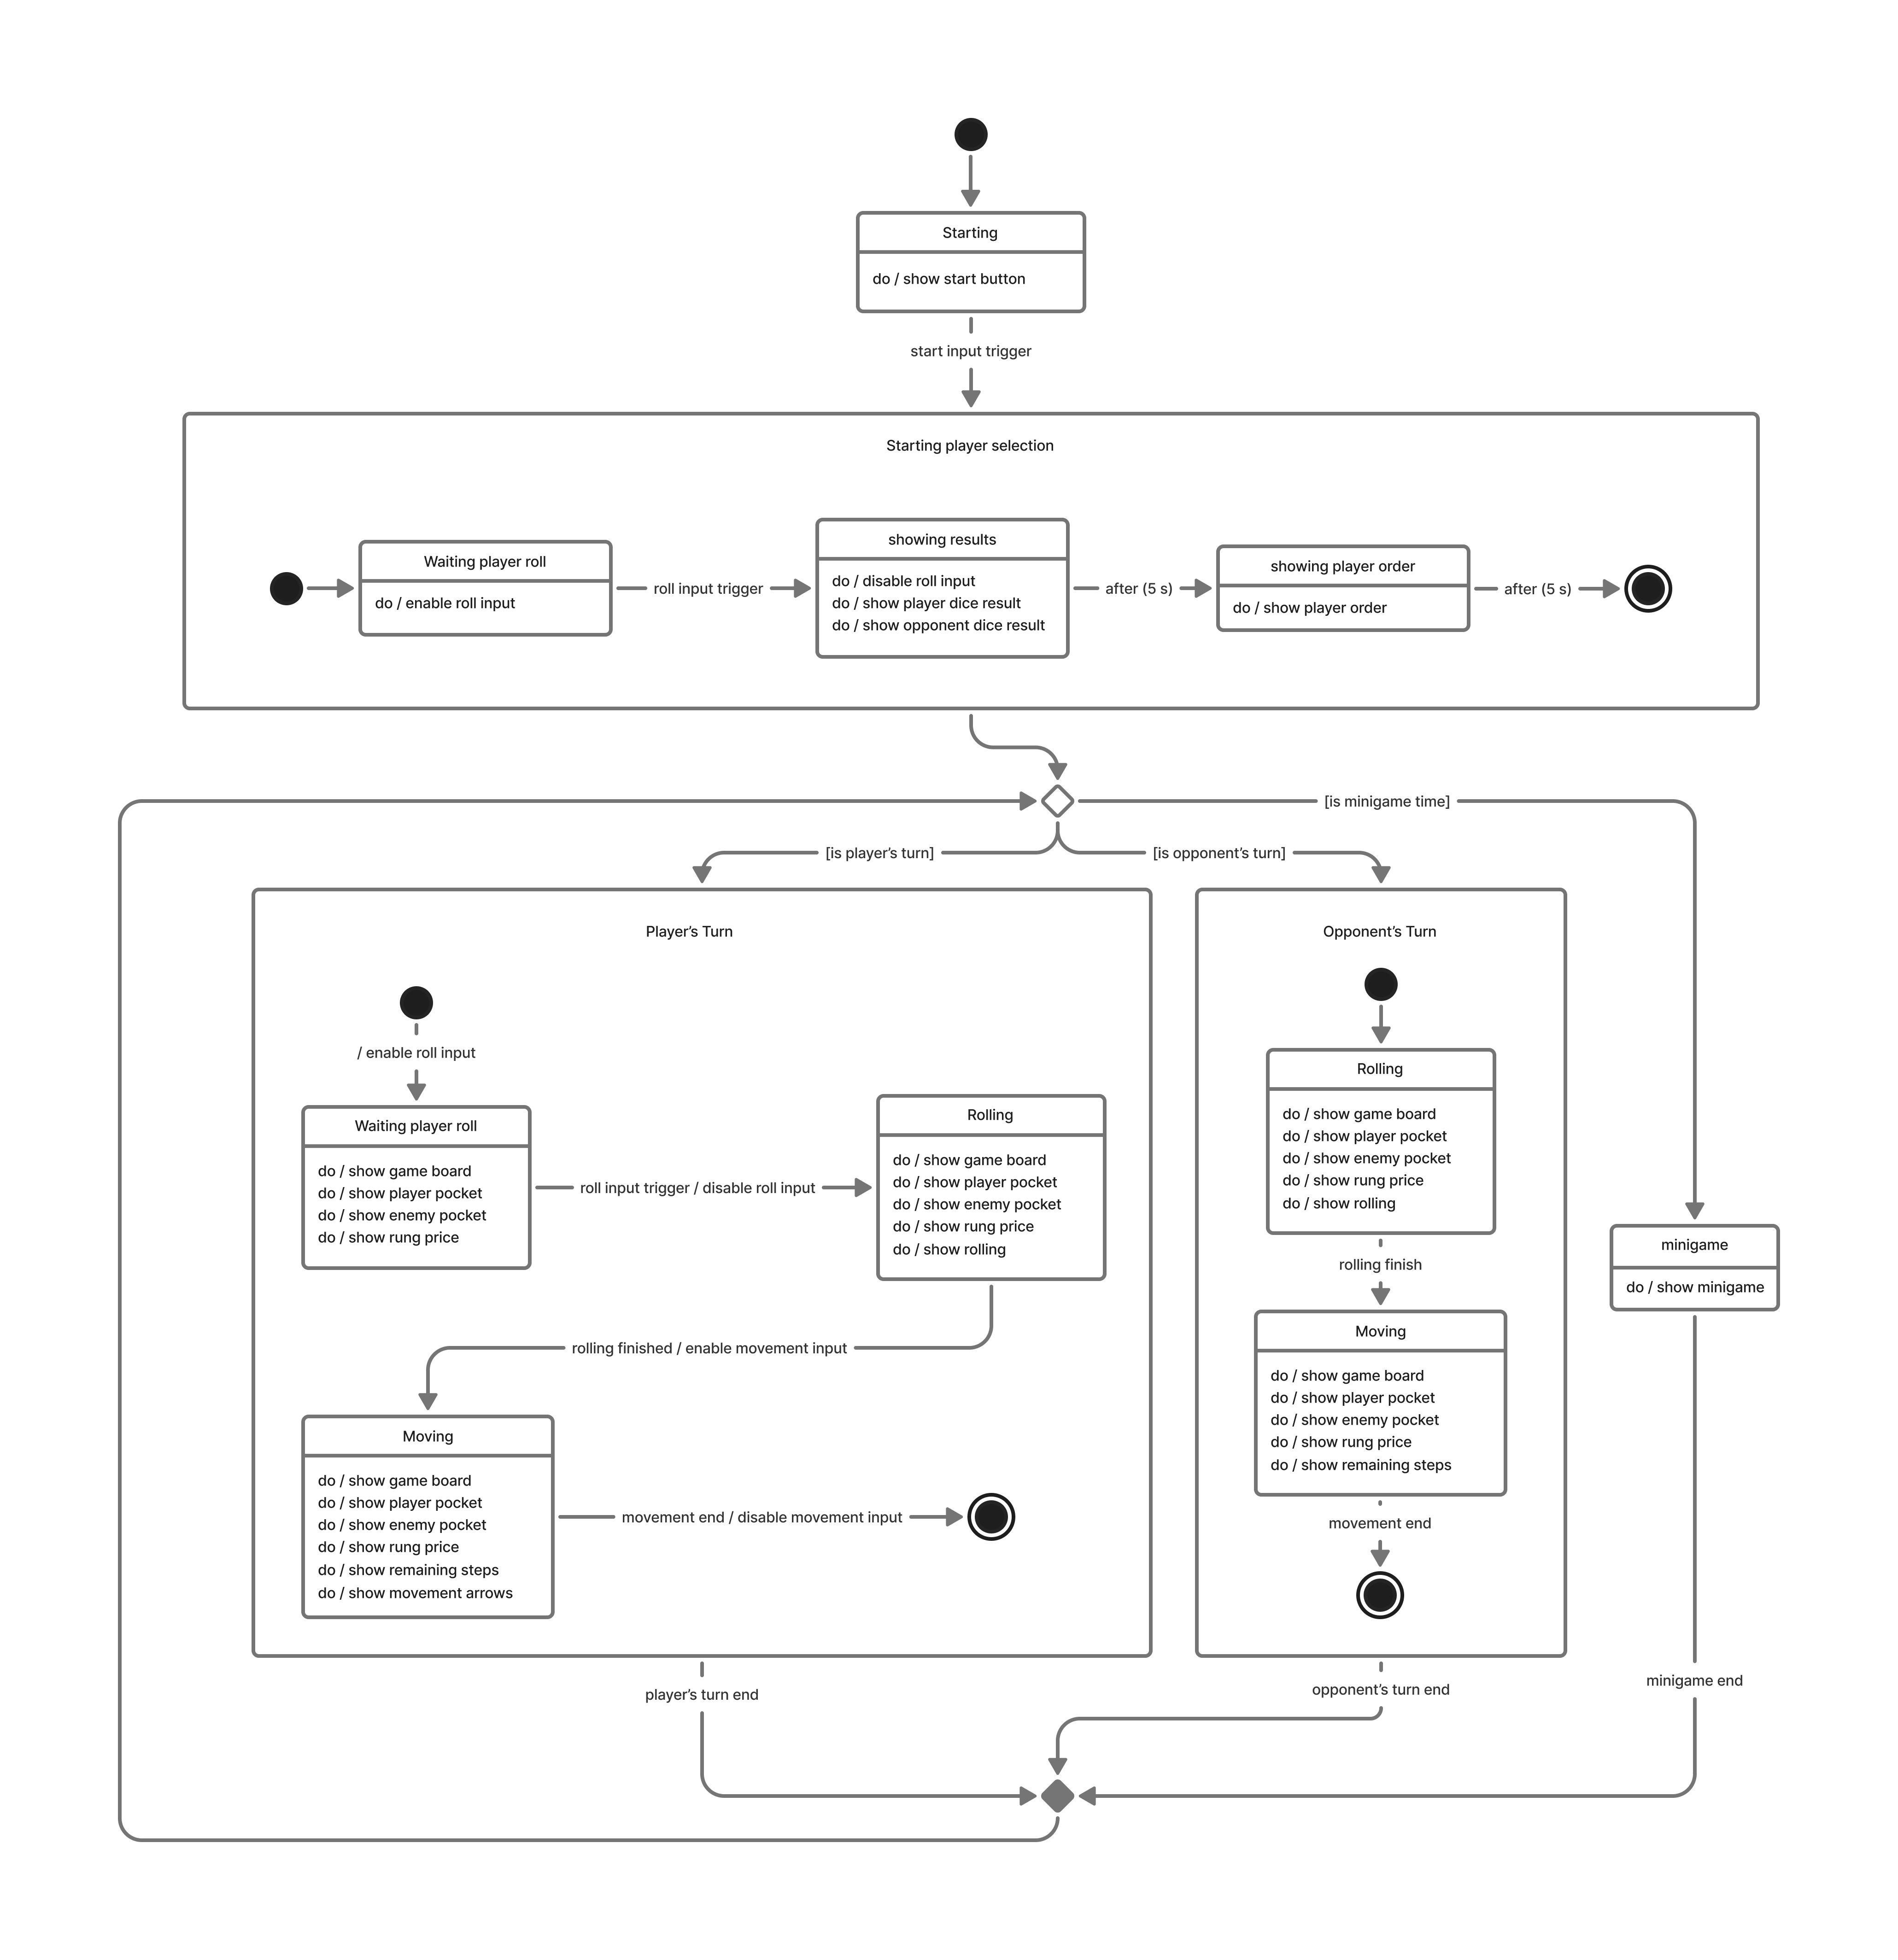 Starting
do / show start button
start input trigger
Starting player selection
Waiting player roll
do / enable roll input
roll input trigger
showing results
do / disable roll input
do / show player dice result
do / show opponent dice result
after (5 s)
showing player order
do / show player order
after (5 s)
[is minigame time]
[is player’s turn]
[is opponent’s turn]
Player’s Turn
/ enable roll input
Waiting player roll
do / show game board
do / show player pocket
do / show enemy pocket
do / show rung price
roll input trigger / disable roll input
Rolling
do / show game board
do / show player pocket
do / show enemy pocket
do / show rung price
do / show rolling
rolling finished / enable movement input
Moving
do / show game board
do / show player pocket
do / show enemy pocket
do / show rung price
do / show remaining steps
do / show movement arrows
movement end / disable movement input
Opponent’s Turn
Rolling
do / show game board
do / show player pocket
do / show enemy pocket
do / show rung price
do / show rolling
rolling finish
Moving
do / show game board
do / show player pocket
do / show enemy pocket
do / show rung price
do / show remaining steps
movement end
minigame
do / show minigame
player’s turn end
opponent’s turn end
minigame end